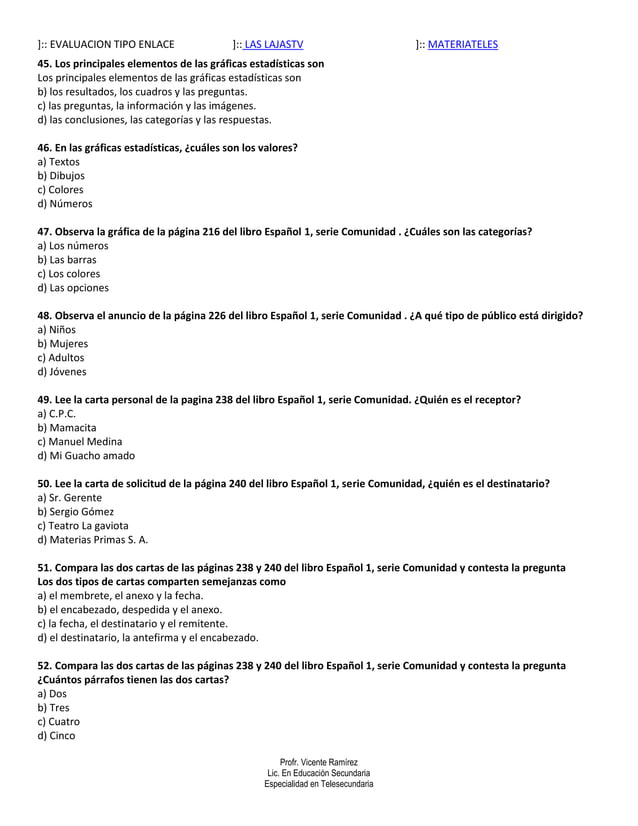 ]:: EVALUACION TIPO ENLACE ]:: LAS LAJASTV ]:: MATERIATELES
45. Los principales elementos de las gráficas estadísticas son
Los principales elementos de las gráficas estadísticas son
b) los resultados, los cuadros y las preguntas.
c) las preguntas, la información y las imágenes.
d) las conclusiones, las categorías y las respuestas.
46. En las gráficas estadísticas, ¿cuáles son los valores?
a) Textos
b) Dibujos
c) Colores
d) Números
47. Observa la gráfica de la página 216 del libro Español 1, serie Comunidad . ¿Cuáles son las categorías?
a) Los números
b) Las barras
c) Los colores
d) Las opciones
48. Observa el anuncio de la página 226 del libro Español 1, serie Comunidad . ¿A qué tipo de público está dirigido?
a) Niños
b) Mujeres
c) Adultos
d) Jóvenes
49. Lee la carta personal de la pagina 238 del libro Español 1, serie Comunidad. ¿Quién es el receptor?
a) C.P.C.
b) Mamacita
c) Manuel Medina
d) Mi Guacho amado
50. Lee la carta de solicitud de la página 240 del libro Español 1, serie Comunidad, ¿quién es el destinatario?
a) Sr. Gerente
b) Sergio Gómez
c) Teatro La gaviota
d) Materias Primas S. A.
51. Compara las dos cartas de las páginas 238 y 240 del libro Español 1, serie Comunidad y contesta la pregunta
Los dos tipos de cartas comparten semejanzas como
a) el membrete, el anexo y la fecha.
b) el encabezado, despedida y el anexo.
c) la fecha, el destinatario y el remitente.
d) el destinatario, la antefirma y el encabezado.
52. Compara las dos cartas de las páginas 238 y 240 del libro Español 1, serie Comunidad y contesta la pregunta
¿Cuántos párrafos tienen las dos cartas?
a) Dos
b) Tres
c) Cuatro
d) Cinco
Profr. Vicente Ramírez
Lic. En Educación Secundaria
Especialidad en Telesecundaria